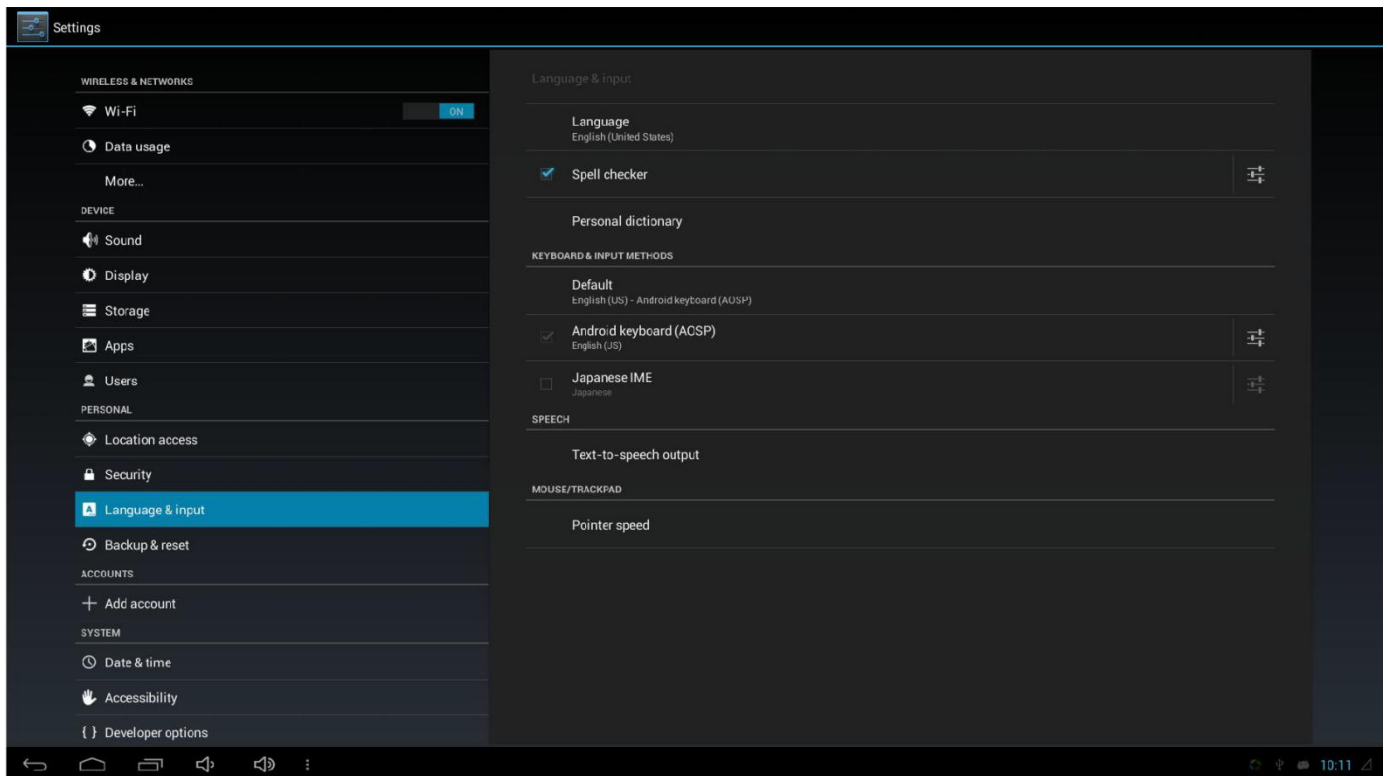 Settings
WIRELESS & NETWORKS
Wi-Fi
ON
Data usage
More...
DEVICE
Sound
Display
Storage
Apps
Users
PERSONAL
Location access
Security
A Language & input
Backup & reset
ACCOUNTS
Add account
SYSTEM
Date & time
Accessibility
{ } Developer options
Language & input
Language
English (United States)
Spell checker
Personal dictionary
KEYBOARD & INPUT METHODS
Default
English (US) - Android keyboard (AOSP)
Android keyboard (AOSP)
English (US)
Japanese IME
Japanese
SPEECH
Text-to-speech output
MOUSE/TRACKPAD
Pointer speed
10:11